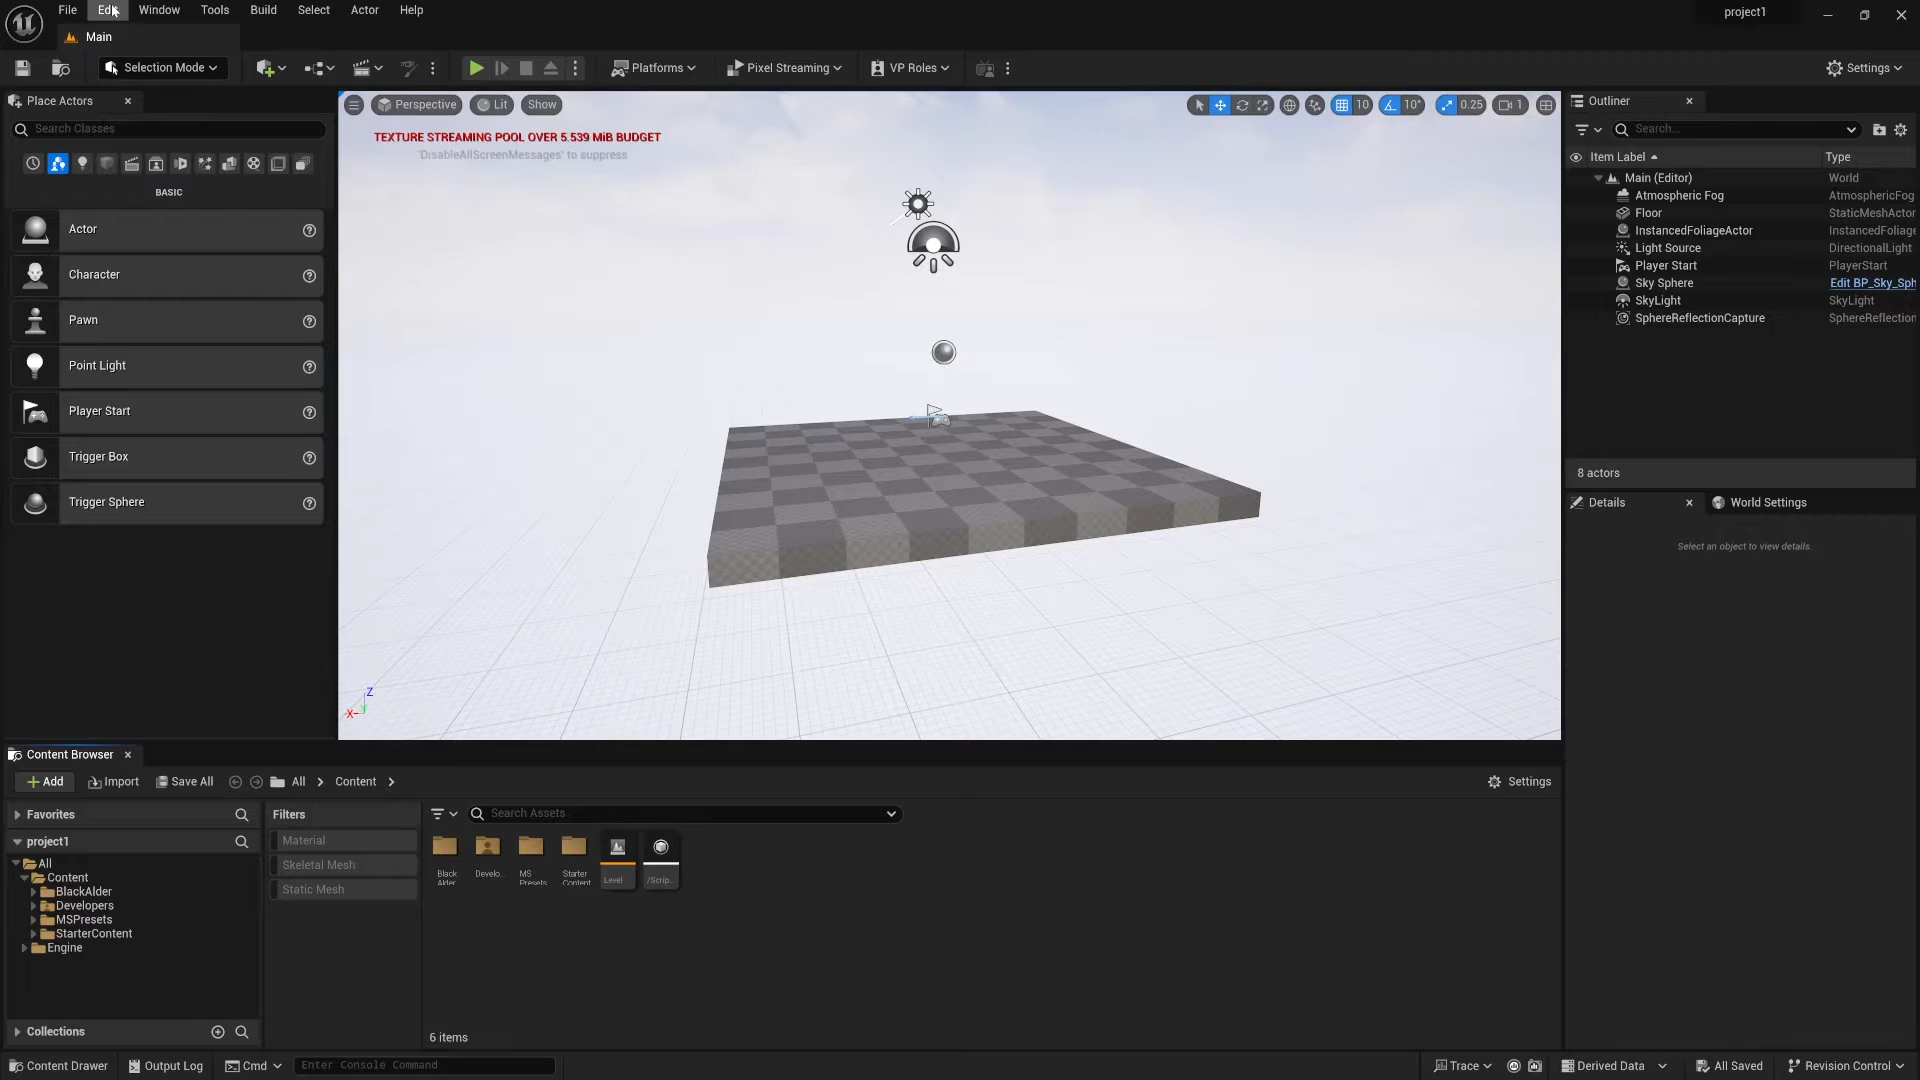 File Edit Window Tools Build Select Actor Help
project1
Main
Selection Mode
Platforms
Pixel Streaming
VP Roles
Settings
Place Actors
Search Classes
BASIC
Actor
Character
Pawn
Point Light
Player Start
Trigger Box
Trigger Sphere
Perspective
Lit
Show
10
10°
0.25
1
TEXTURE STREAMING POOL OVER 5.539 MiB BUDGET
'DisableAllScreenMessages' to suppress
Z
X
Y
Outliner
Search...
Item Label Type
Main (Editor) World
Atmospheric Fog AtmosphericFog
Floor StaticMeshActor
InstancedFoliageActor InstancedFoliage
Light Source DirectionalLight
Player Start PlayerStart
Sky Sphere Edit BP_Sky_Sph
SkyLight SkyLight
SphereReflectionCapture SphereReflection
8 actors
Details
World Settings
Select an object to view details.
Content Browser
Add
Import
Save All
All
Content
Settings
Favorites
project1
All
Content
BlackAlder
Developers
MSPresets
StarterContent
Engine
Collections
Filters
Material
Skeletal Mesh
Static Mesh
Search Assets
Black Alder
Develo...
MS Presets
Starter Content
Level
/Scrip..
6 items
Content Drawer
Output Log
Cmd
Enter Console Command
Trace
Derived Data
All Saved
Revision Control